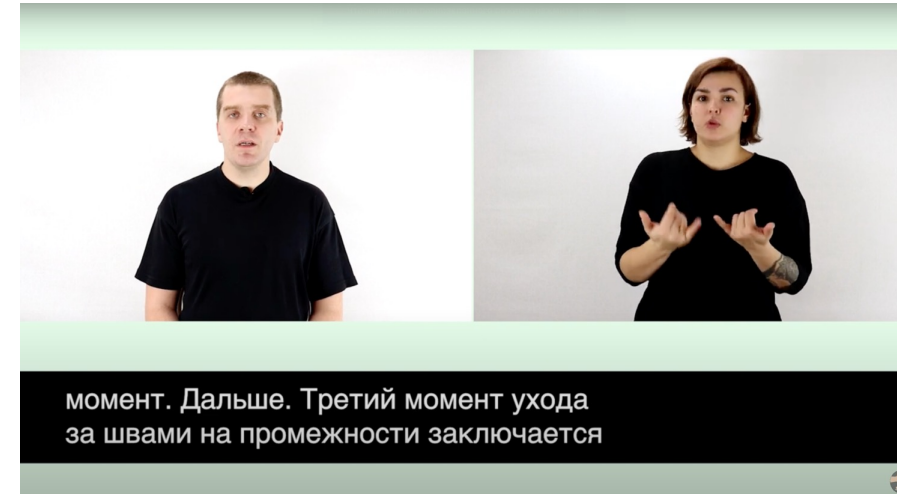 момент. Дальше. Третий момент ухода
за швами на промежности заключается